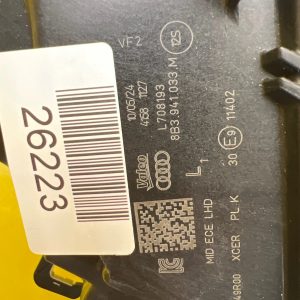 26223
VF2
12S
10/05/24
4158 1127
L708193
8B3.941.033.M
Valeo
L1
30 E9 11402
MID ECE LHD
XCER PL.K